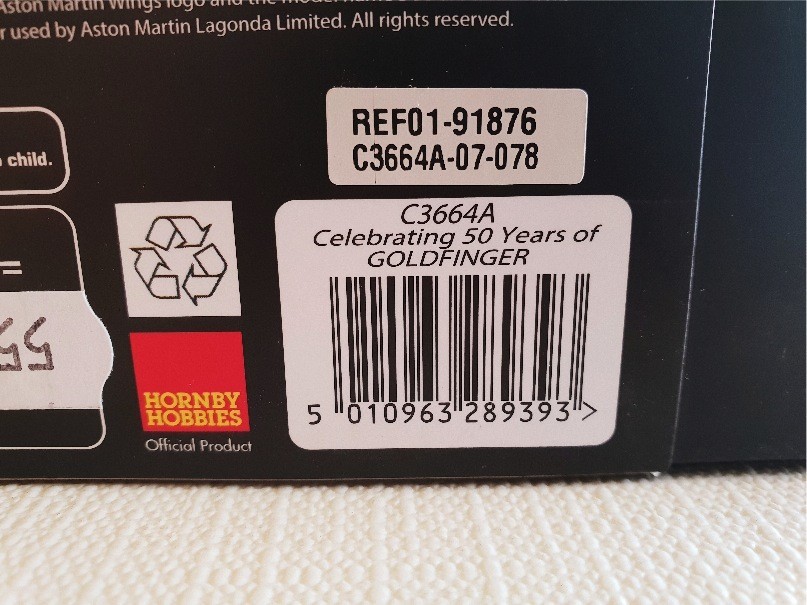 Aston Martin Wings logo and the model name
r used by Aston Martin Lagonda Limited. All rights reserved.
child.
REF01-91876
C3664A-07-078
C3664A
Celebrating 50 Years of
GOLDFINGER
=
55
HORNBY
HOBBIES
Official Product
5 010963 289393 >